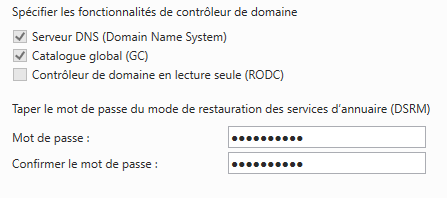 Spécifier les fonctionnalités de contrôleur de domaine
Serveur DNS (Domain Name System)
Catalogue global (GC)
Contrôleur de domaine en lecture seule (RODC)
Taper le mot de passe du mode de restauration des services d'annuaire (DSRM)
Mot de passe : ●●●●●●●●●●
Confirmer le mot de passe : ●●●●●●●●●●